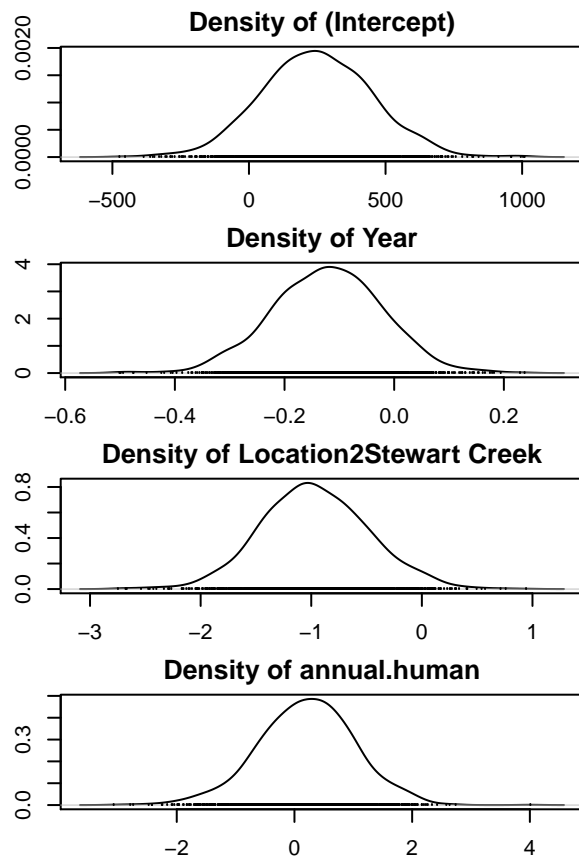 Density of (Intercept)
0.0020
0.0000
−500 0 500 1000
Density of Year
4
2
0
−0.6 −0.4 −0.2 0.0 0.2
Density of Location2Stewart Creek
0.8
0.4
0.0
−3 −2 −1 0 1
Density of annual.human
0.3
0.0
−2 0 2 4